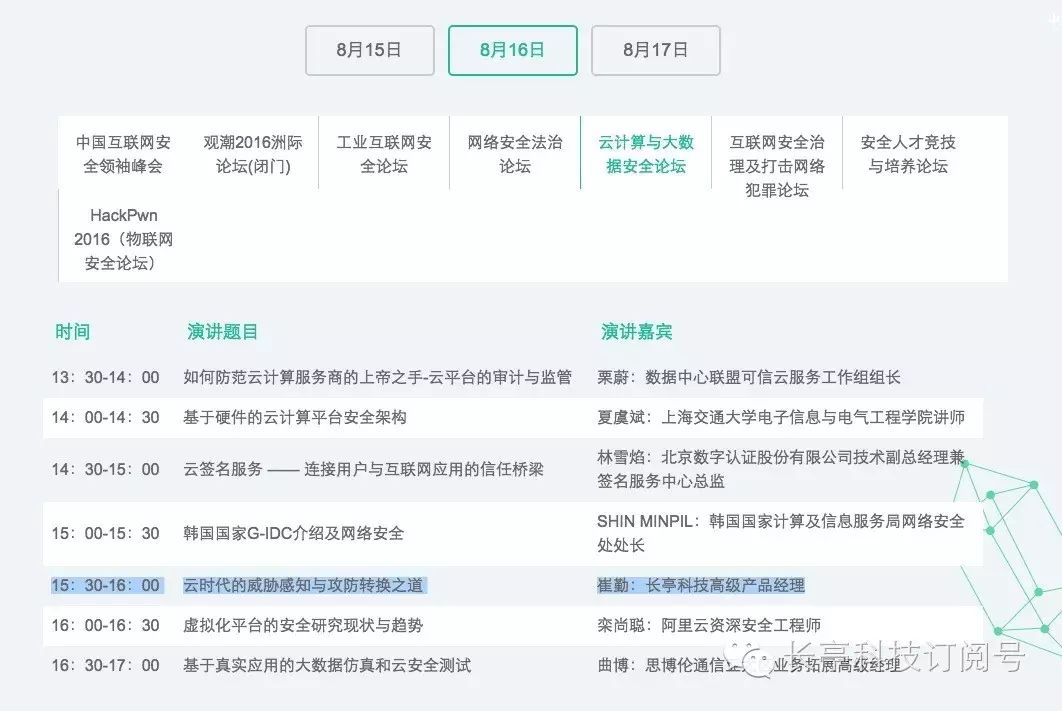 8月15日 8月16日 8月17日
中国互联网安
全领袖峰会
观潮2016洲际
论坛(闭门)
工业互联网安
全论坛
网络安全法治
论坛
云计算与大数
据安全论坛
互联网安全治
理及打击网络
犯罪论坛
安全人才竞技
与培养论坛
HackPwn
2016（物联网
安全论坛）
时间 演讲题目 演讲嘉宾
13：30-14：00 如何防范云计算服务商的上帝之手-云平台的审计与监管 栗蔚：数据中心联盟可信云服务工作组组长
14：00-14：30 基于硬件的云计算平台安全架构 夏虞斌：上海交通大学电子信息与电气工程学院讲师
14：30-15：00 云签名服务 —— 连接用户与互联网应用的信任桥梁 林雪焰：北京数字认证股份有限公司技术副总经理兼
签名服务中心总监
15：00-15：30 韩国国家G-IDC介绍及网络安全 SHIN MINPIL：韩国国家计算及信息服务局网络安全
处处长
15：30-16：00 云时代的威胁感知与攻防转换之道 崔勤：长亭科技高级产品经理
16：00-16：30 虚拟化平台的安全研究现状与趋势 栾尚聪：阿里云资深安全工程师
16：30-17：00 基于真实应用的大数据仿真和云安全测试 曲博：思博伦通信 业务拓展高级经理
长亭科技订阅号